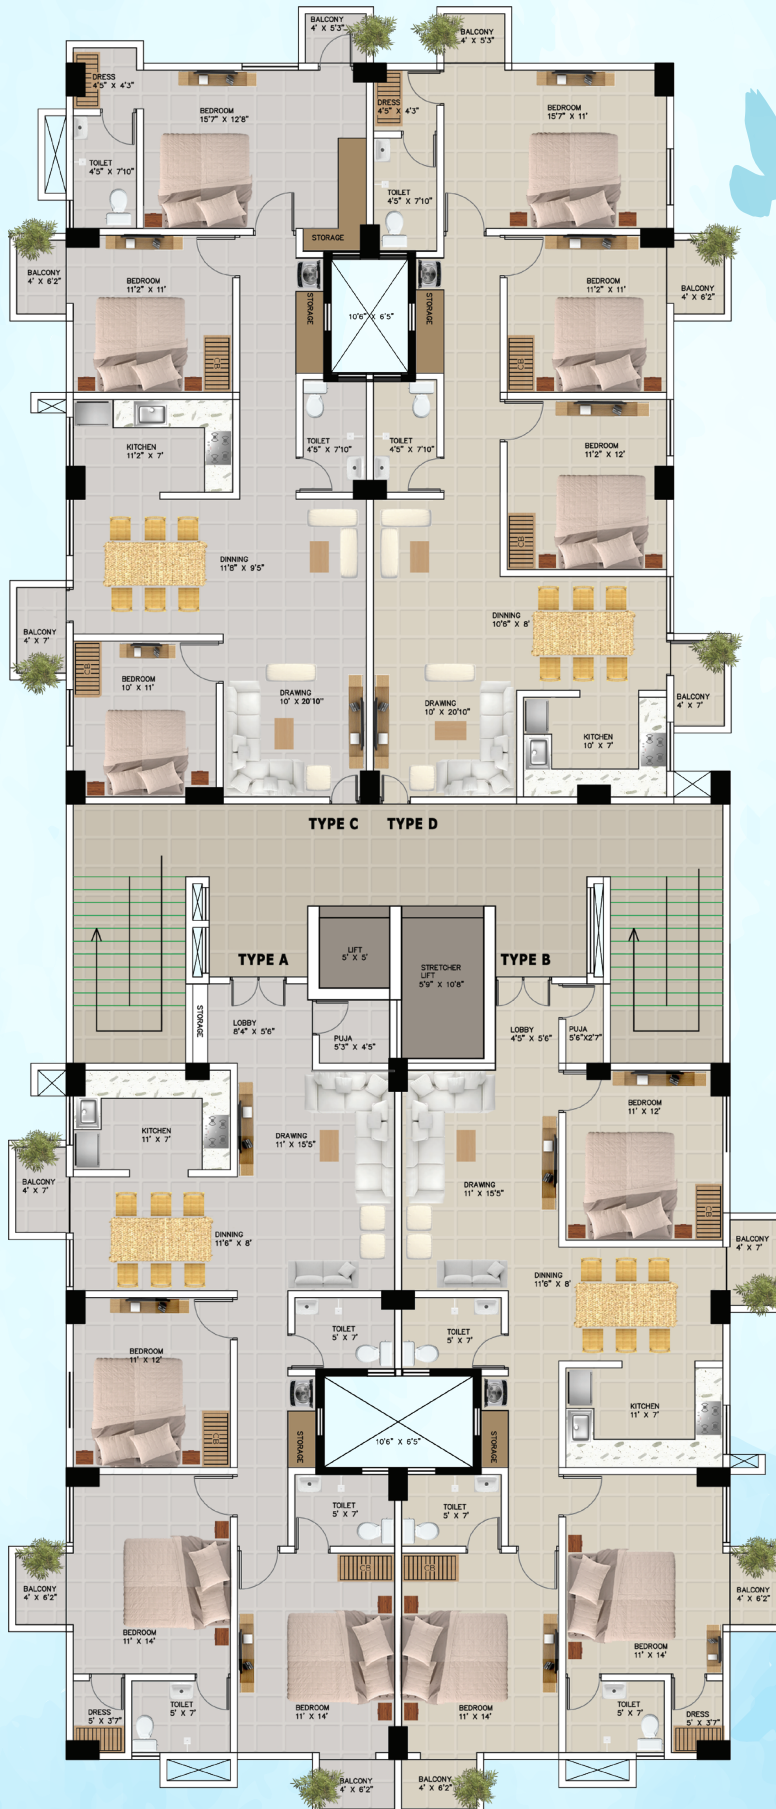 BALCONY
4' X 5'3"
BALCONY
4' X 5'3"
DRESS
4'5" X 4'3"
BEDROOM
15'7" X 12'8"
DRESS
4'5" X 4'3"
BEDROOM
15'7" X 11'
TOILET
4'5" X 7'10"
TOILET
4'5" X 7'10"
STORAGE
BALCONY
4' X 6'2"
BEDROOM
11'2" X 11'
STORAGE
10'6" X 6'5"
STORAGE
BEDROOM
11'2" X 11'
BALCONY
4' X 6'2"
CB
CB
KITCHEN
11'2" X 7'
TOILET
4'5" X 7'10"
TOILET
4'5" X 7'10"
BEDROOM
11'2" X 12'
CB
DINNING
11'8" X 9'5"
BALCONY
4' X 7'
DINNING
10'6" X 8'
CB
BEDROOM
10' X 11'
DRAWING
10' X 20'10"
DRAWING
10' X 20'10"
BALCONY
4' X 7'
KITCHEN
10' X 7'
TYPE C
TYPE D
LIFT
5' X 5'
TYPE A
TYPE B
STRETCHER
LIFT
5'9" X 10'8"
STORAGE
LOBBY
8'4" X 5'6"
PUJA
5'3" X 4'5"
LOBBY
4'5" X 5'6"
PUJA
5'6"X2'7"
KITCHEN
11' X 7'
DRAWING
11' X 15'5"
BEDROOM
11' X 12'
BALCONY
4' X 7'
DRAWING
11' X 15'5"
CB
DINNING
11'6" X 8'
BALCONY
4' X 7'
DINNING
11'6" X 8'
TOILET
5' X 7'
TOILET
5' X 7'
BEDROOM
11' X 12'
KITCHEN
11' X 7'
CB
STORAGE
10'6" X 6'5"
STORAGE
TOILET
5' X 7'
TOILET
5' X 7'
CB
CB
BALCONY
4' X 6'2"
BALCONY
4' X 6'2"
BEDROOM
11' X 14'
BEDROOM
11' X 14'
DRESS
5' X 3'7"
TOILET
5' X 7'
BEDROOM
11' X 14'
BEDROOM
11' X 14'
TOILET
5' X 7'
DRESS
5' X 3'7"
BALCONY
4' X 6'2"
BALCONY
4' X 6'2"